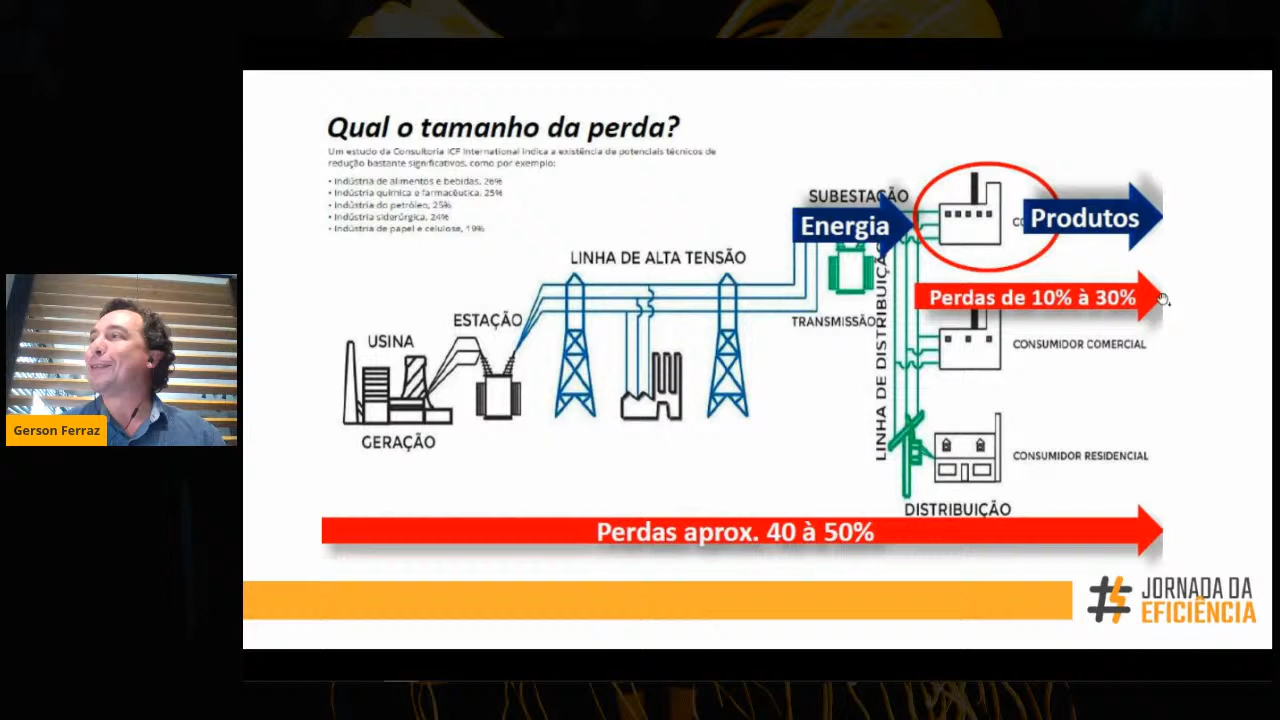 Qual o tamanho da perda?
Um estudo da Consultoria ICF International indica a existência de potenciais técnicos de
redução bastante significativos, como por exemplo:
• Indústria de alimentos e bebidas, 26%
• Indústria química e farmacêutica, 25%
• Indústria do petróleo, 25%
• Indústria siderúrgica, 24%
• Indústria de papel e celulose, 19%
SUBESTAÇÃO
Energia
Produtos
LINHA DE ALTA TENSÃO
Perdas de 10% à 30%
ESTAÇÃO
TRANSMISSÃO
USINA
LINHA DE DISTRIBUIÇÃO
CONSUMIDOR COMERCIAL
GERAÇÃO
CONSUMIDOR RESIDENCIAL
DISTRIBUIÇÃO
Perdas aprox. 40 à 50%
JORNADA DA
EFICIÊNCIA
Gerson Ferraz